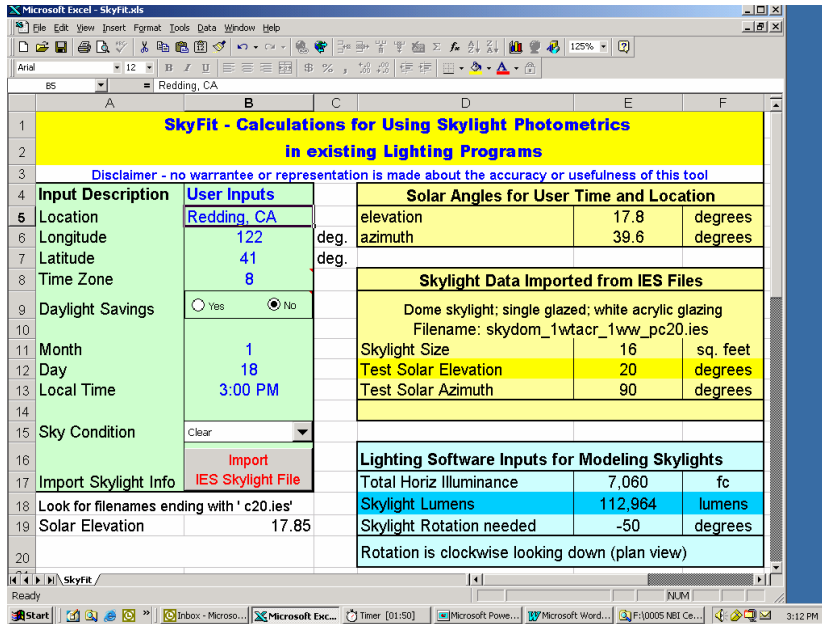 Microsoft Excel - SkyFit.xls
File Edit View Insert Format Tools Data Window Help
125%
Arial 12 B I U $ % ,
B5 = Redding, CA
A B C D E F
1 SkyFit - Calculations for Using Skylight Photometrics
2 in existing Lighting Programs
3 Disclaimer - no warrantee or representation is made about the accuracy or usefulness of this tool
4 Input Description User Inputs Solar Angles for User Time and Location
5 Location Redding, CA elevation 17.8 degrees
6 Longitude 122 deg. azimuth 39.6 degrees
7 Latitude 41 deg.
8 Time Zone 8 Skylight Data Imported from IES Files
9 Daylight Savings Yes No Dome skylight; single glazed; white acrylic glazing
10 Filename: skydom_1wtacr_1ww_pc20.ies
11 Month 1 Skylight Size 16 sq. feet
12 Day 18 Test Solar Elevation 20 degrees
13 Local Time 3:00 PM Test Solar Azimuth 90 degrees
14
15 Sky Condition Clear
16 Import Lighting Software Inputs for Modeling Skylights
17 Import Skylight Info IES Skylight File Total Horiz Illuminance 7,060 fc
18 Look for filenames ending with ' c20.ies' Skylight Lumens 112,964 lumens
19 Solar Elevation 17.85 Skylight Rotation needed -50 degrees
20 Rotation is clockwise looking down (plan view)
SkyFit
Ready NUM
Start Inbox - Microso... Microsoft Exc... Timer [01:50] Microsoft Powe... Microsoft Word... F:\0005 NBI Ce... 3:12 PM